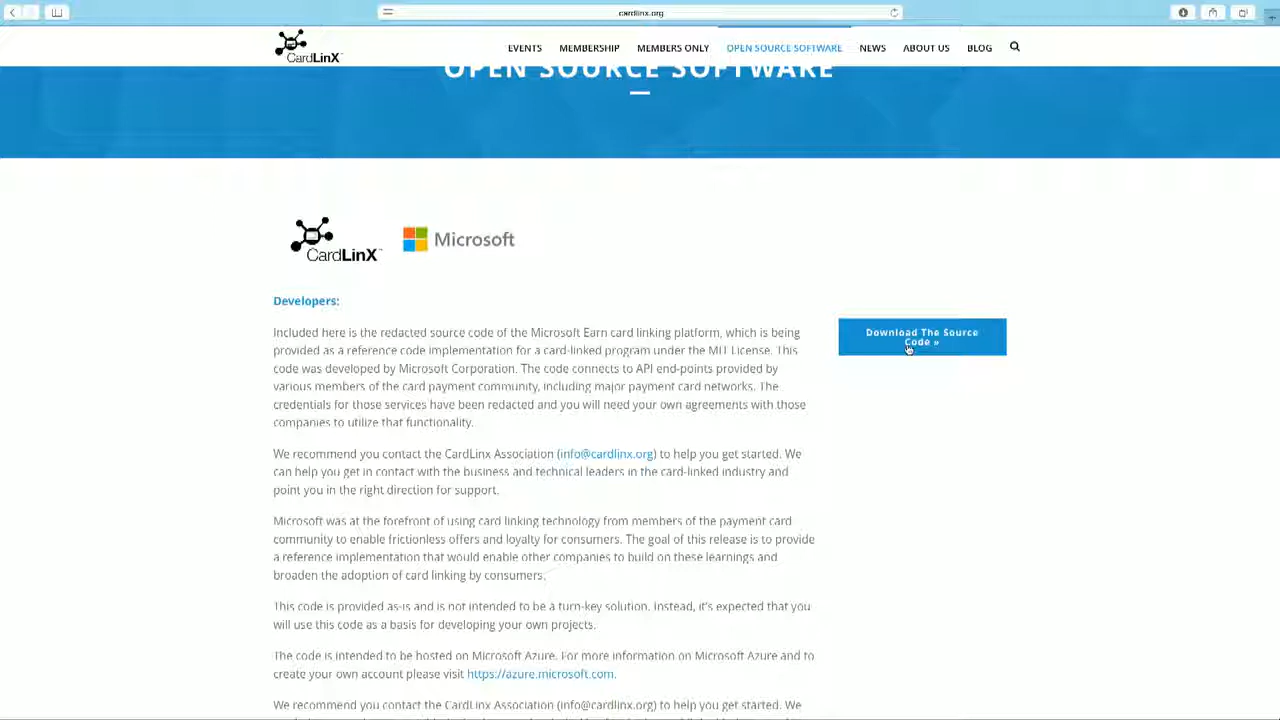 cardlinx.org
CardLinX
EVENTS MEMBERSHIP MEMBERS ONLY OPEN SOURCE SOFTWARE NEWS ABOUT US BLOG
OPEN SOURCE SOFTWARE
CardLinX™ Microsoft
Developers:
Included here is the redacted source code of the Microsoft Earn card linking platform, which is being
provided as a reference code implementation for a card-linked program under the MIT License. This
code was developed by Microsoft Corporation. The code connects to API end-points provided by
various members of the card payment community, including major payment card networks. The
credentials for those services have been redacted and you will need your own agreements with those
companies to utilize that functionality.
Download The Source
Code »
We recommend you contact the CardLinx Association (info@cardlinx.org) to help you get started. We
can help you get in contact with the business and technical leaders in the card-linked industry and
point you in the right direction for support.
Microsoft was at the forefront of using card linking technology from members of the payment card
community to enable frictionless offers and loyalty for consumers. The goal of this release is to provide
a reference implementation that would enable other companies to build on these learnings and
broaden the adoption of card linking by consumers.
This code is provided as-is and is not intended to be a turn-key solution. Instead, it's expected that you
will use this code as a basis for developing your own projects.
The code is intended to be hosted on Microsoft Azure. For more information on Microsoft Azure and to
create your own account please visit https://azure.microsoft.com.
We recommend you contact the CardLinx Association (info@cardlinx.org) to help you get started. We